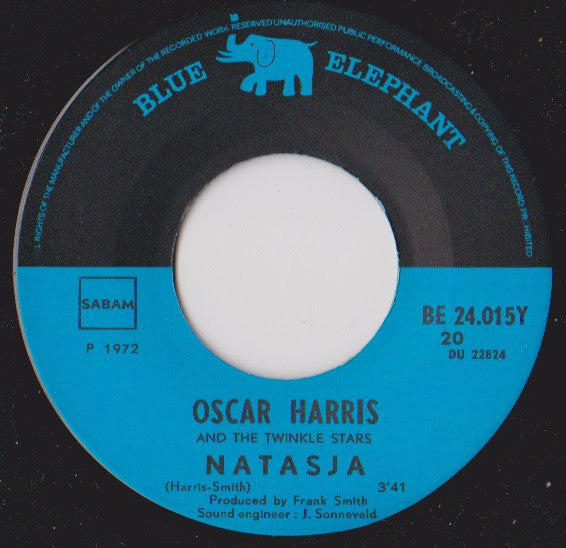 ALL RIGHTS OF THE MANUFACTURER AND OF THE OWNER OF THE RECORDED WORK RESERVED UNAUTHORISED PUBLIC PERFORMANCE BROADCASTING & COPYING OF THIS RECORD PROHIBITED
BLUE ELEPHANT
SABAM
P 1972
BE 24.015Y
20
DU 22824
OSCAR HARRIS
AND THE TWINKLE STARS
NATASJA
(Harris-Smith) 3'41
Produced by Frank Smith
Sound engineer : J. Sonneveld